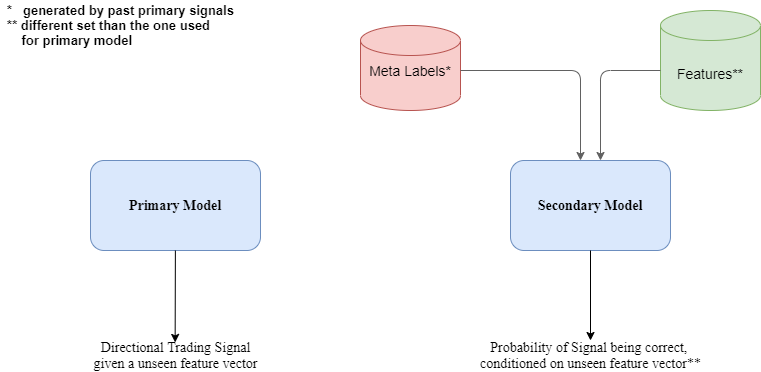 * generated by past primary signals
** different set than the one used
for primary model
Meta Labels*
Features**
Primary Model
Secondary Model
Directional Trading Signal
given a unseen feature vector
Probability of Signal being correct,
conditioned on unseen feature vector**